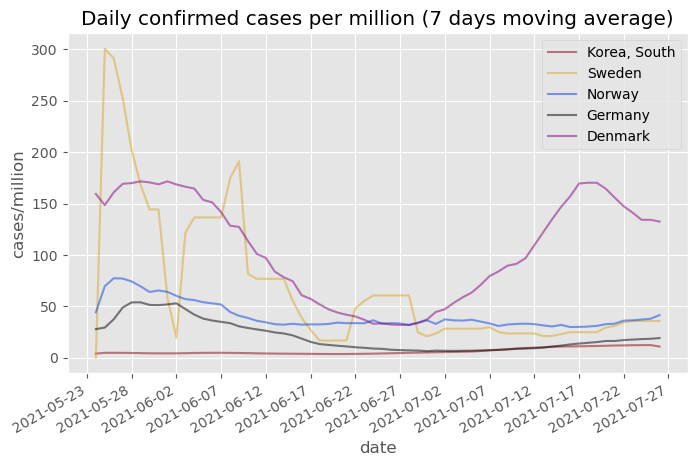 Daily confirmed cases per million (7 days moving average)
300
250
200
150
100
50
0
cases/million
Korea, South
Sweden
Norway
Germany
Denmark
2021-05-23
2021-05-28
2021-06-02
2021-06-07
2021-06-12
2021-06-17
2021-06-22
2021-06-27
2021-07-02
2021-07-07
2021-07-12
2021-07-17
2021-07-22
2021-07-27
date